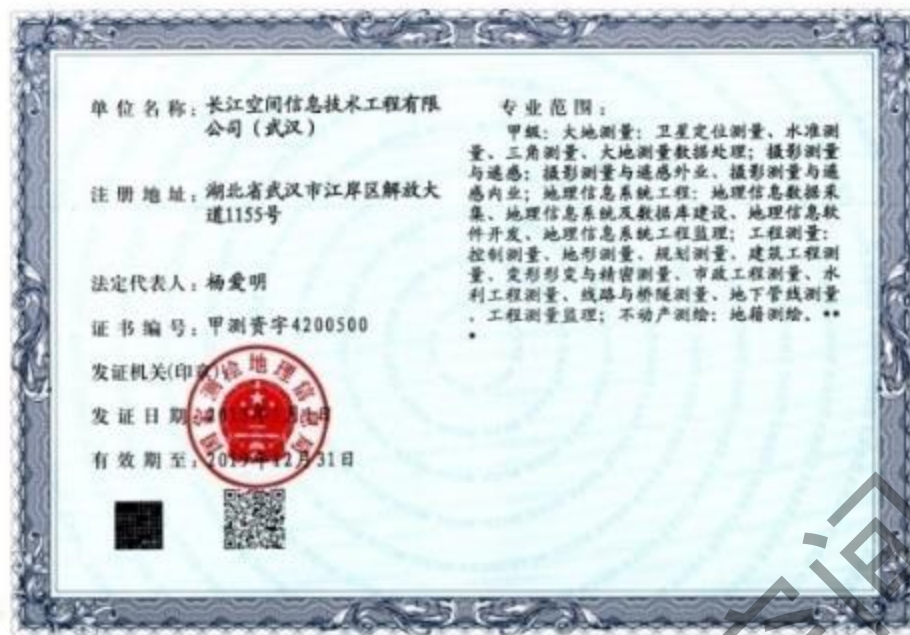 单位名称：长江空间信息技术工程有限
公司（武汉）
注册地址：湖北省武汉市江岸区解放大
道1155号
法定代表人：杨爱明
证书编号：甲测资字4200500
发证机关(印章)：
发证日期
有效期至：2019年12月31日
国家测绘地理信息局
专业范围：
甲级：大地测量：卫星定位测量、水准测
量、三角测量、大地测量数据处理；摄影测量
与遥感：摄影测量与遥感外业、摄影测量与遥
感内业；地理信息系统工程：地理信息数据采
集、地理信息系统及数据库建设、地理信息软
件开发、地理信息系统工程监理；工程测量：
控制测量、地形测量、规划测量、建筑工程测
量、变形形变与精密测量、市政工程测量、水
利工程测量、线路与桥隧测量、地下管线测量
、工程测量监理；不动产测绘：地籍测绘。**
*
空间